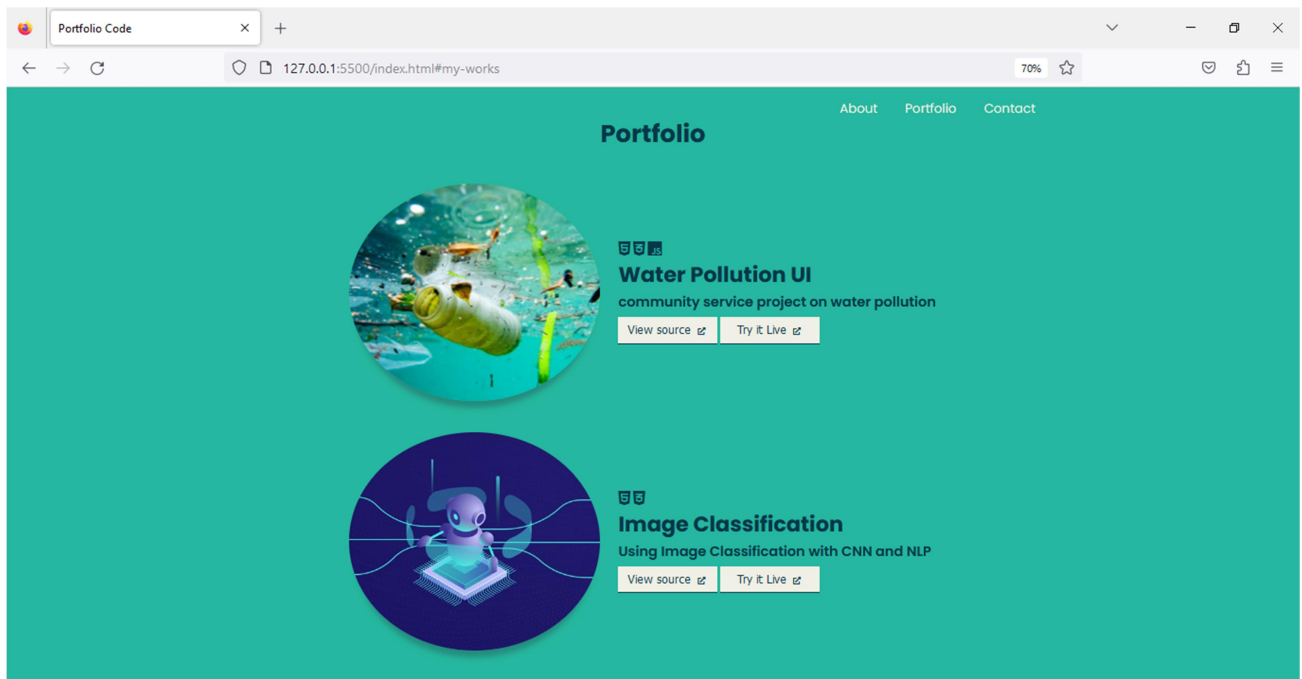 Portfolio Code
127.0.0.1:5500/index.html#my-works
70%
About Portfolio Contact
Portfolio
JS
Water Pollution UI
community service project on water pollution
View source Try it Live
Image Classification
Using Image Classification with CNN and NLP
View source Try it Live